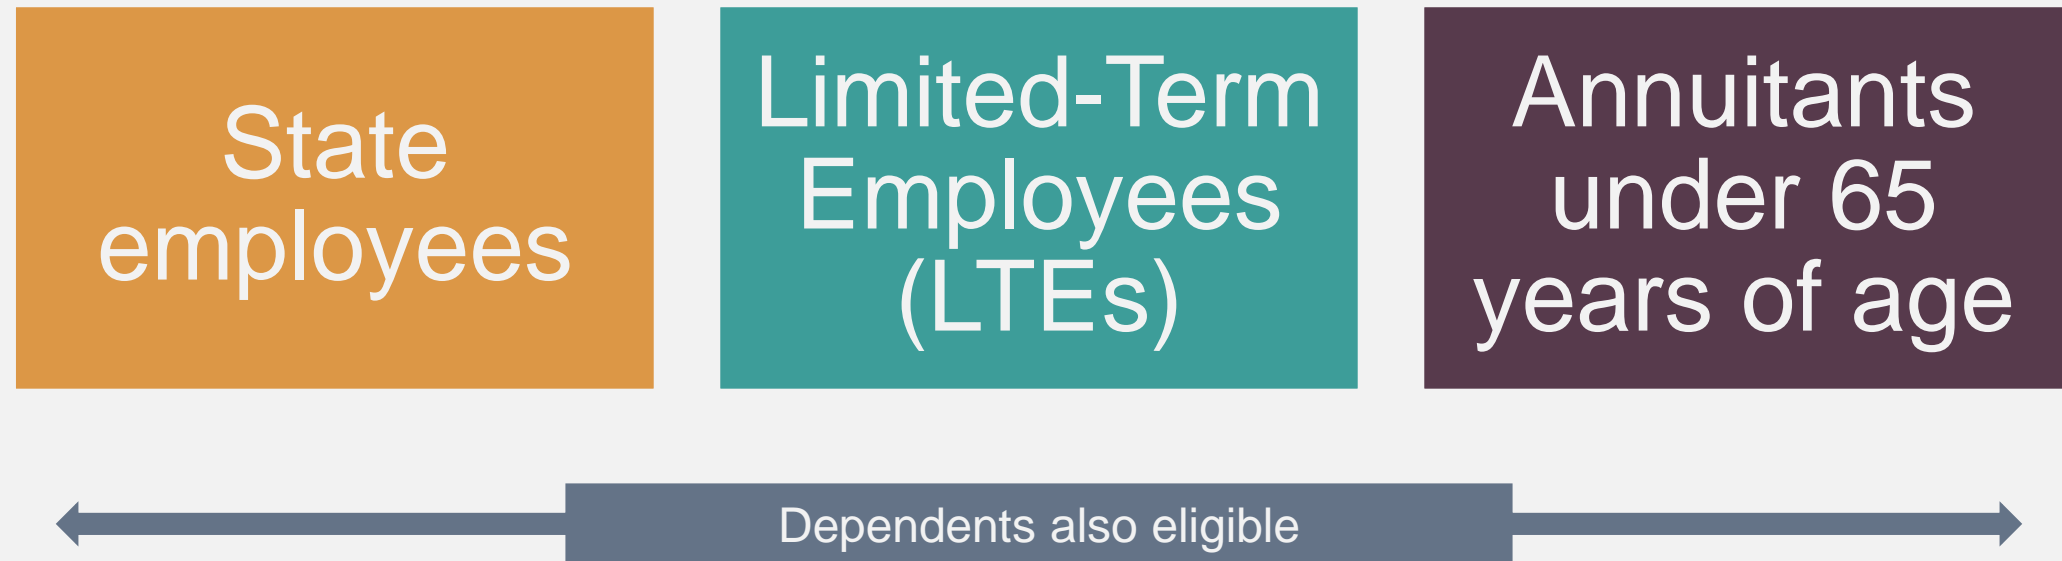 State
employees
Limited-Term
Employees
(LTEs)
Annuitants
under 65
years of age
Dependents also eligible